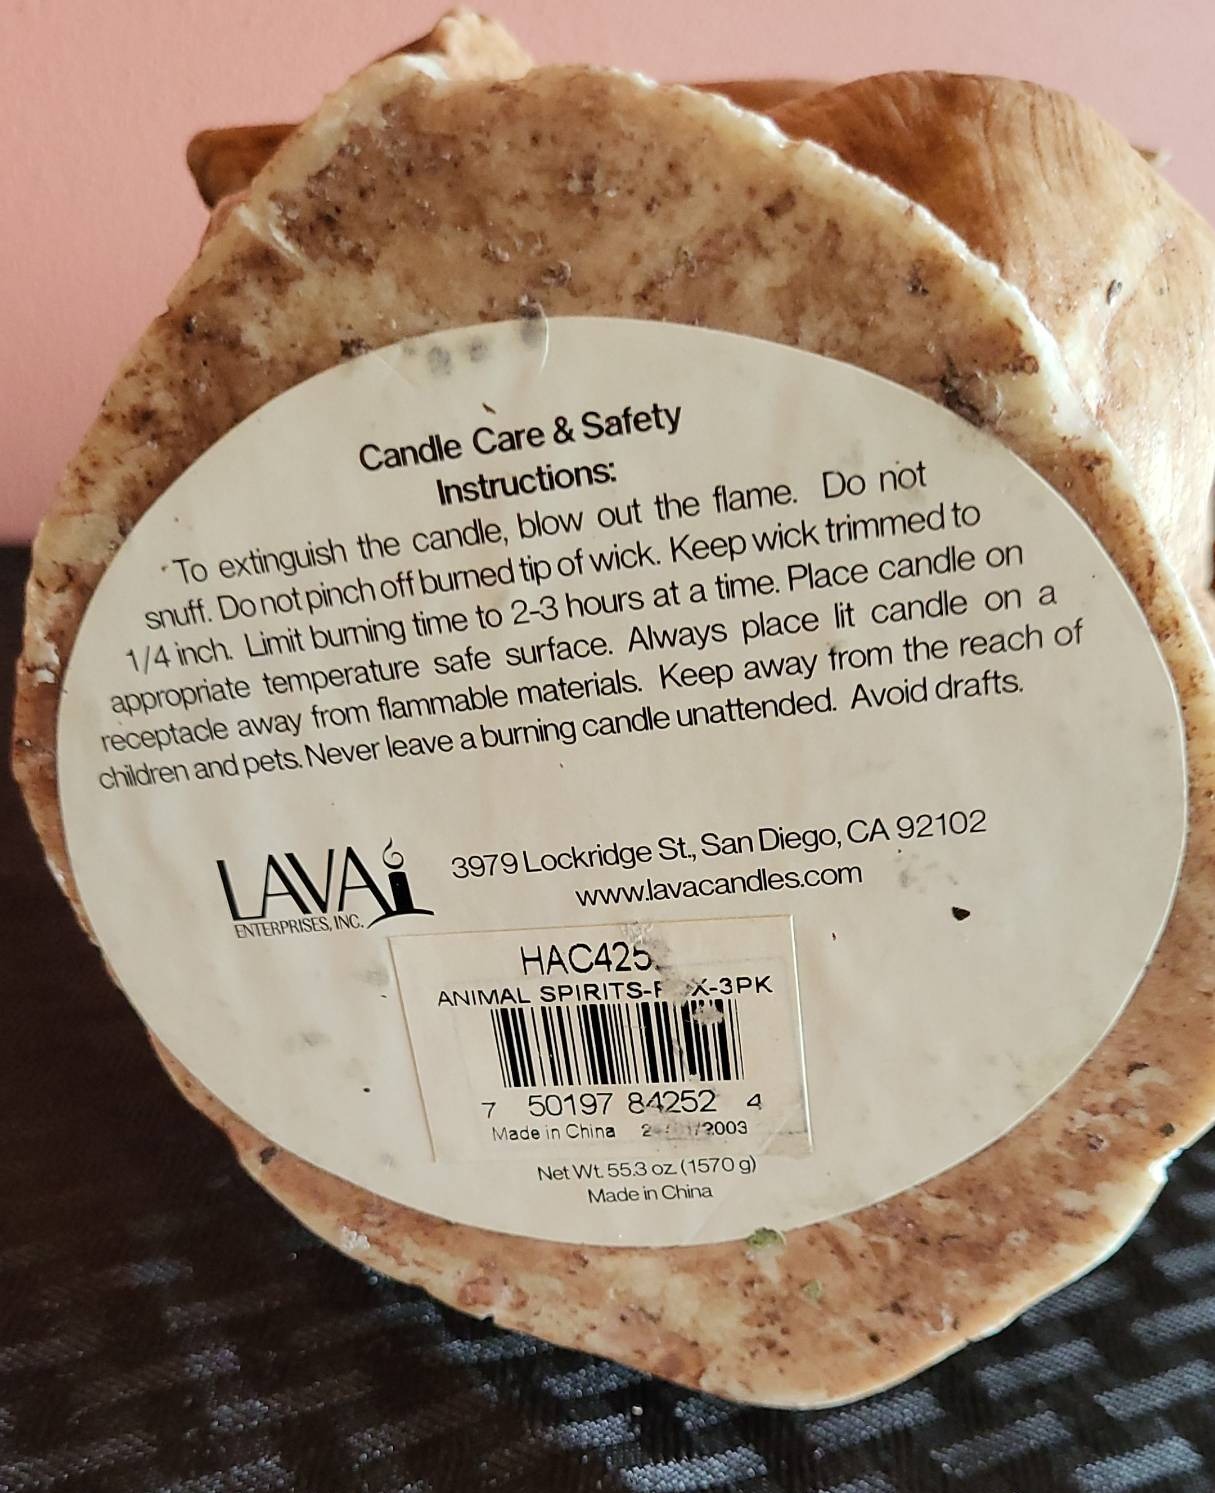 Candle Care & Safety
Instructions:
To extinguish the candle, blow out the flame. Do not
snuff. Do not pinch off burned tip of wick. Keep wick trimmed to
1/4 inch. Limit burning time to 2-3 hours at a time. Place candle on
appropriate temperature safe surface. Always place lit candle on a
receptacle away from flammable materials. Keep away from the reach of
children and pets. Never leave a burning candle unattended. Avoid drafts.
LAVA
ENTERPRISES, INC.
3979 Lockridge St., San Diego, CA 92102
www.lavacandles.com
ANIMAL
7 50197 84252 4
Made in China
Net Wt. 55.3 oz. (1570 g)
Made in China